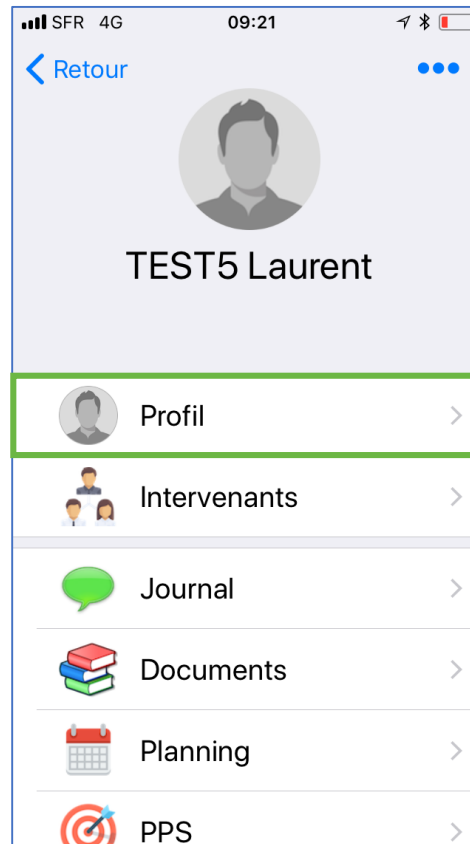 SFR 4G 09:21
Retour
TEST5 Laurent
Profil
Intervenants
Journal
Documents
Planning
PPS